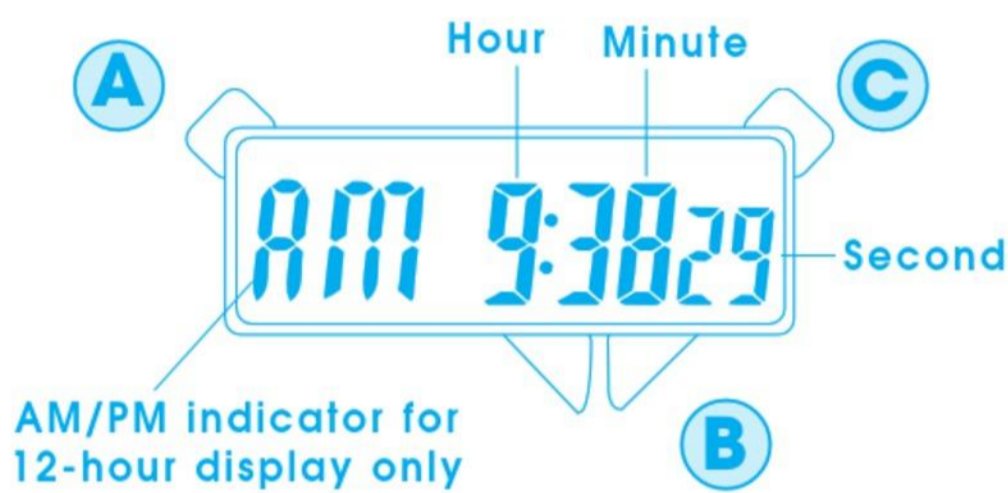 A
Hour
Minute
C
AM 9:38 29
Second
AM/PM indicator for
12-hour display only
B